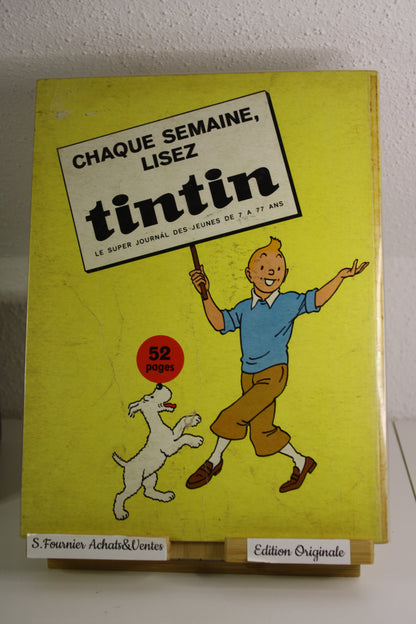 CHAQUE SEMAINE,
LISEZ
tintin
LE SUPER JOURNAL DES JEUNES DE 7 A 77 ANS
52
pages
S.Fournier Achats&Ventes
Edition Originale